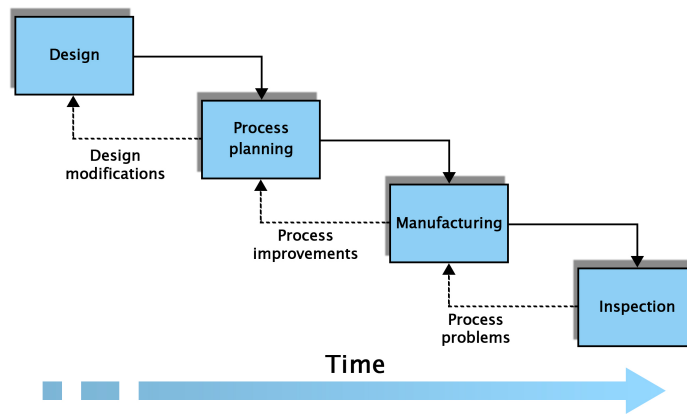 Design
Process
planning
Design
modifications
Manufacturing
Process
improvements
Inspection
Process
problems
Time